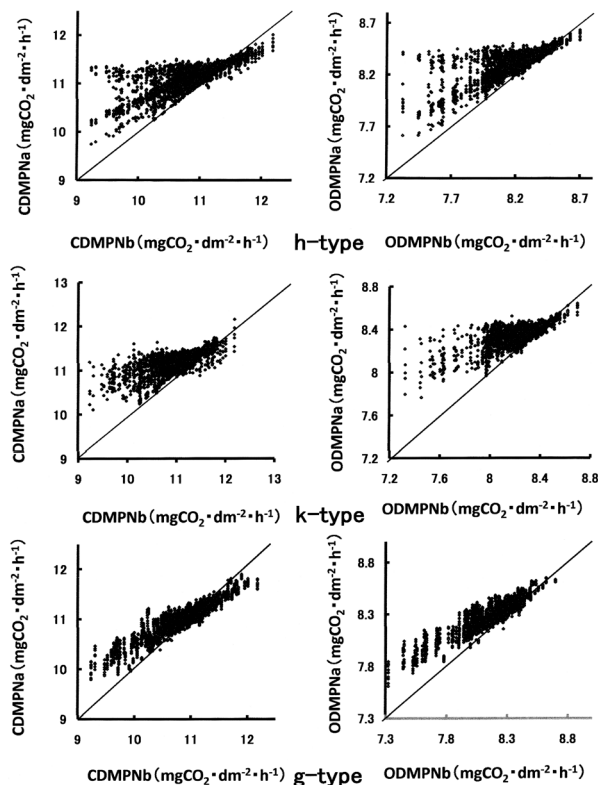 CDMPNa (mgCO₂・dm⁻²・h⁻¹)
12
11
10
9
9 10 11 12
CDMPNb (mgCO₂・dm⁻²・h⁻¹)
ODMPNa (mgCO₂・dm⁻²・h⁻¹)
8.7
8.2
7.7
7.2
7.2 7.7 8.2 8.7
ODMPNb (mgCO₂・dm⁻²・h⁻¹)
h-type
CDMPNa (mgCO₂・dm⁻²・h⁻¹)
13
12
11
10
9
9 10 11 12 13
CDMPNb (mgCO₂・dm⁻²・h⁻¹)
ODMPNa (mgCO₂・dm⁻²・h⁻¹)
8.8
8.4
8
7.6
7.2
7.2 7.6 8 8.4 8.8
ODMPNb (mgCO₂・dm⁻²・h⁻¹)
k-type
CDMPNa (mgCO₂・dm⁻²・h⁻¹)
12
11
10
9
9 10 11 12
CDMPNb (mgCO₂・dm⁻²・h⁻¹)
ODMPNa (mgCO₂・dm⁻²・h⁻¹)
8.8
8.3
7.8
7.3
7.3 7.8 8.3 8.8
ODMPNb (mgCO₂・dm⁻²・h⁻¹)
g-type